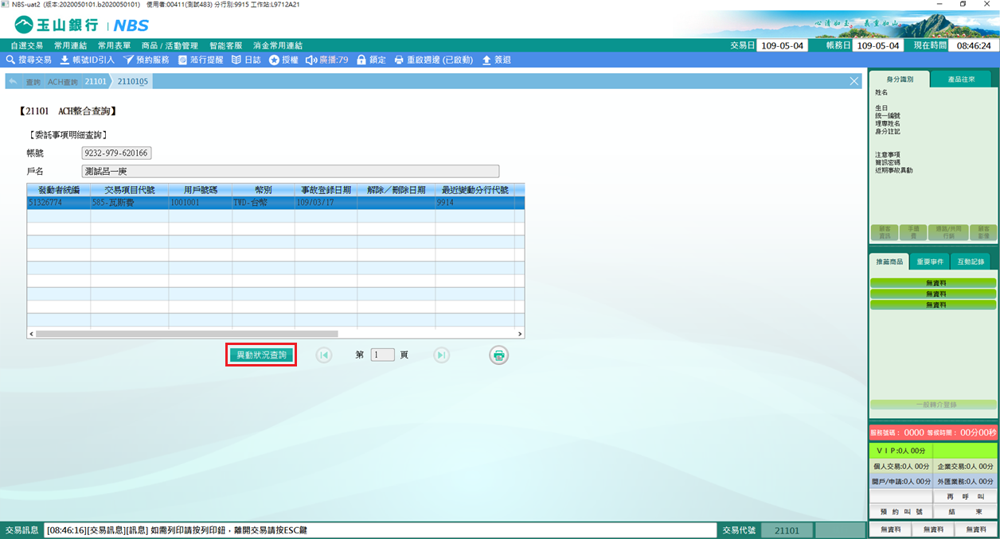 NBS-uat2 (版本:2020050101.b2020050101) 使用者:00411(測試483) 分行別:9915 工作站:L9712A21
玉山銀行 | NBS
心清如玉 義重如山
自選交易 常用連結 常用表單 商品 / 活動管理 智能客服 消金常用連結
交易日 109-05-04 帳務日 109-05-04 現在時間 08:46:24
搜尋交易 帳號ID引入 預約服務 蒞行提醒 日誌 授權 廣播:79 鎖定 重啟週邊 (已啟動) 簽退
查詢 ACH查詢 21101 2110105
【21101 ACH整合查詢】
[委託事項明細查詢]
帳號 9232-979-620166
戶名 測試呂一庚
發動者統編 交易項目代號 用戶號碼 幣別 事故登錄日期 解除／刪除日期 最近變動分行代號
51326774 585-瓦斯費 1001001 TWD-台幣 109/03/17 9914
異動狀況查詢 第 1 頁
身分識別 產品往來
姓名
生日
統一編號
理專姓名
身分註記
注意事項
簡訊密碼
近期事故異動
顧客資訊 手續費 顧客影像
推薦商品 重要事件 互動記錄
無資料
無資料
無資料
一般轉介登錄
服務號碼： 0000 等候時間： 00分00秒
ＶＩＰ:0人 00分
個人交易:0人 00分 企業交易:0人 00分
開戶/申請:0人 00分 外匯業務:0人 00分
再 呼 叫
預 約 叫 號 結 束
無資料 無資料 無資料
交易訊息 [08:46:16][交易訊息][訊息] 如需列印請按列印鈕，離開交易請按ESC鍵 交易代號 21101